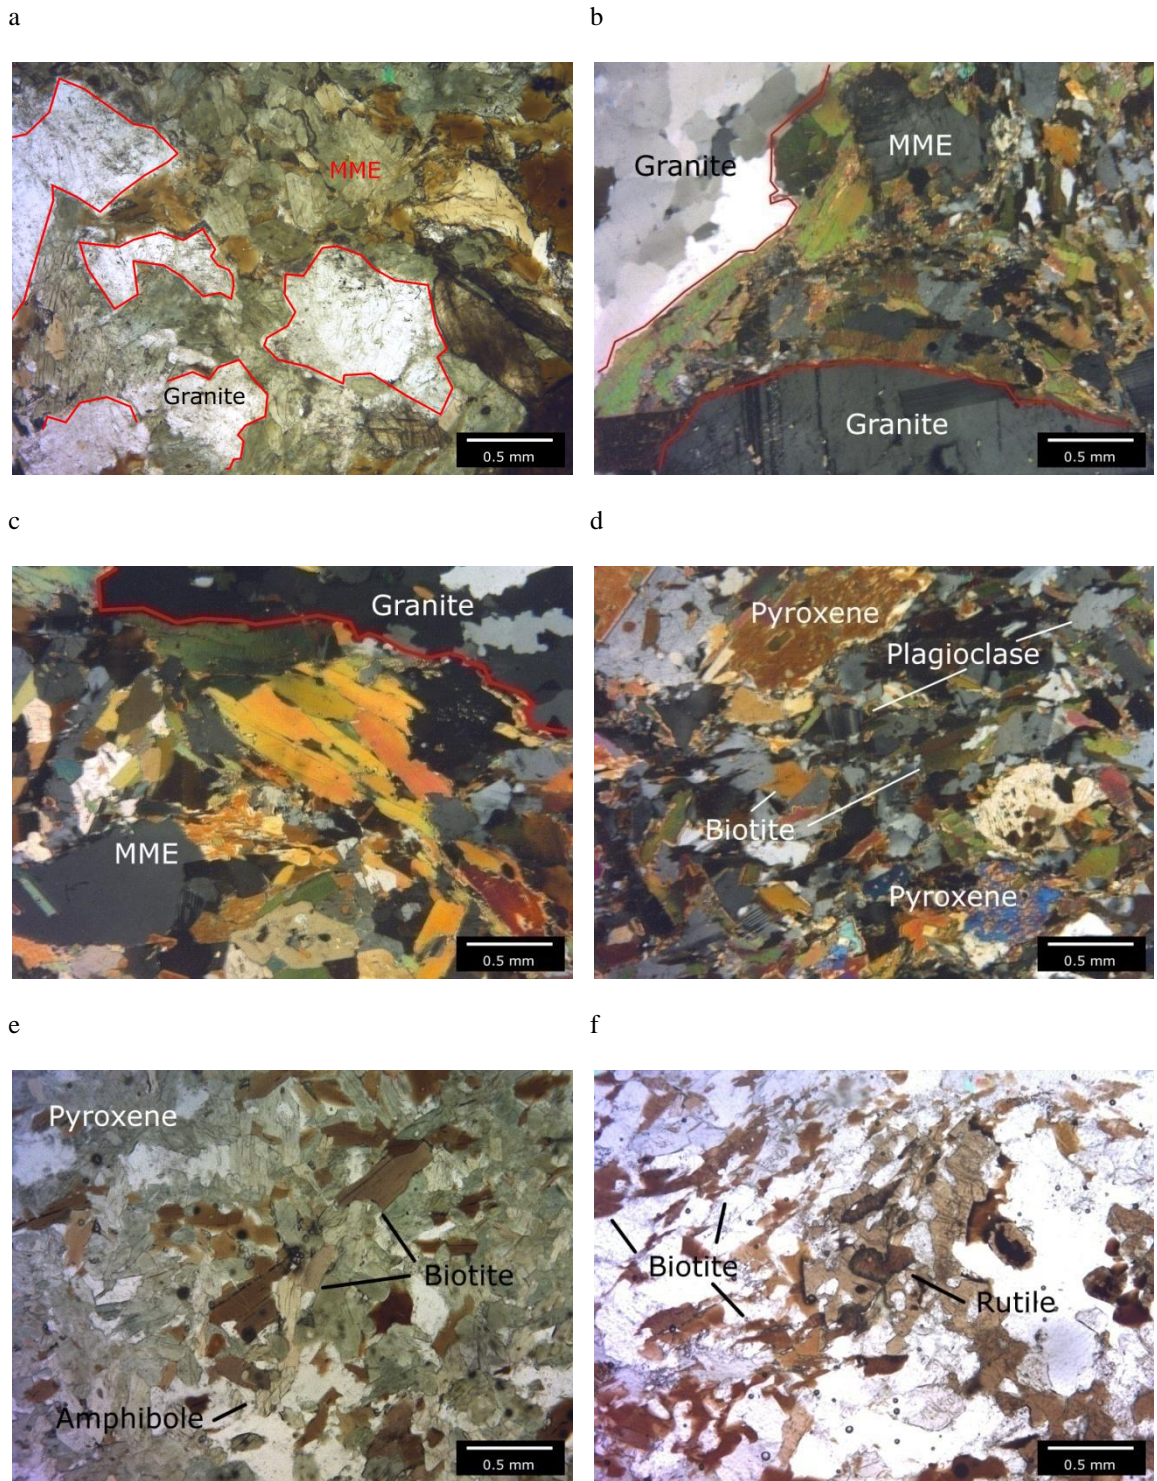 a
b
MME
Granite
0.5 mm
Granite
MME
Granite
0.5 mm
c
d
Granite
MME
0.5 mm
Pyroxene
Plagioclase
Biotite
Pyroxene
0.5 mm
e
f
Pyroxene
Biotite
Amphibole
0.5 mm
Biotite
Rutile
0.5 mm